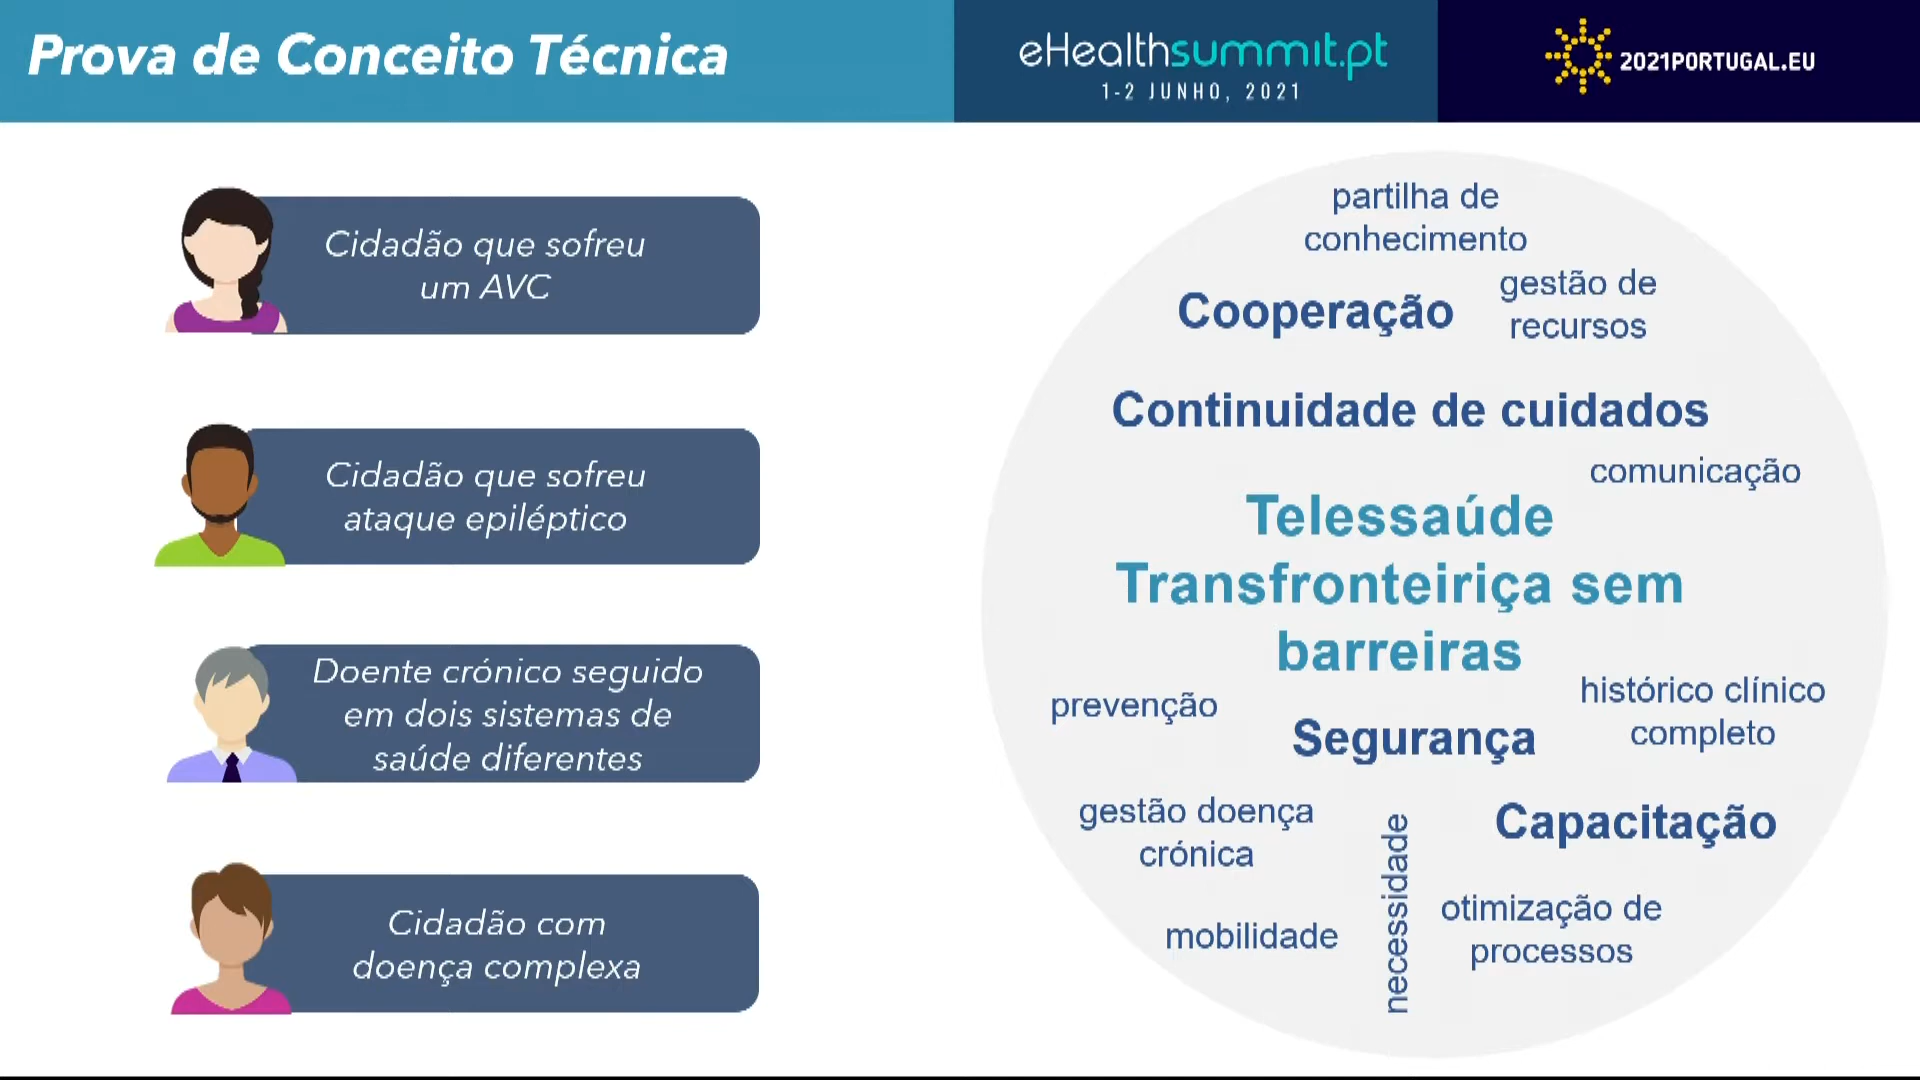 Prova de Conceito Técnica
eHealthsummit.pt
1-2 JUNHO, 2021
2021PORTUGAL.EU
Cidadão que sofreu
um AVC
Cidadão que sofreu
ataque epiléptico
Doente crónico seguido
em dois sistemas de
saúde diferentes
Cidadão com
doença complexa
partilha de
conhecimento
Cooperação
gestão de
recursos
Continuidade de cuidados
comunicação
Telessaúde
Transfronteiriça sem
barreiras
prevenção
Segurança
histórico clínico
completo
gestão doença
crónica
necessidade
Capacitação
mobilidade
otimização de
processos